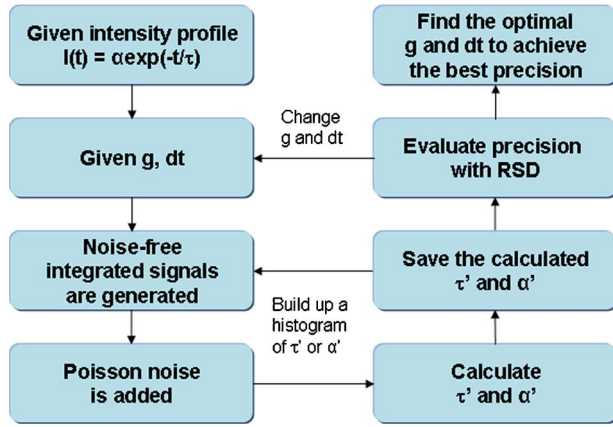 Given intensity profile
I(t) = αexp(-t/τ)
Given g, dt
Noise-free
integrated signals
are generated
Poisson noise
is added
Change
g and dt
Build up a
histogram
of τ' or α'
Find the optimal
g and dt to achieve
the best precision
Evaluate precision
with RSD
Save the calculated
τ' and α'
Calculate
τ' and α'